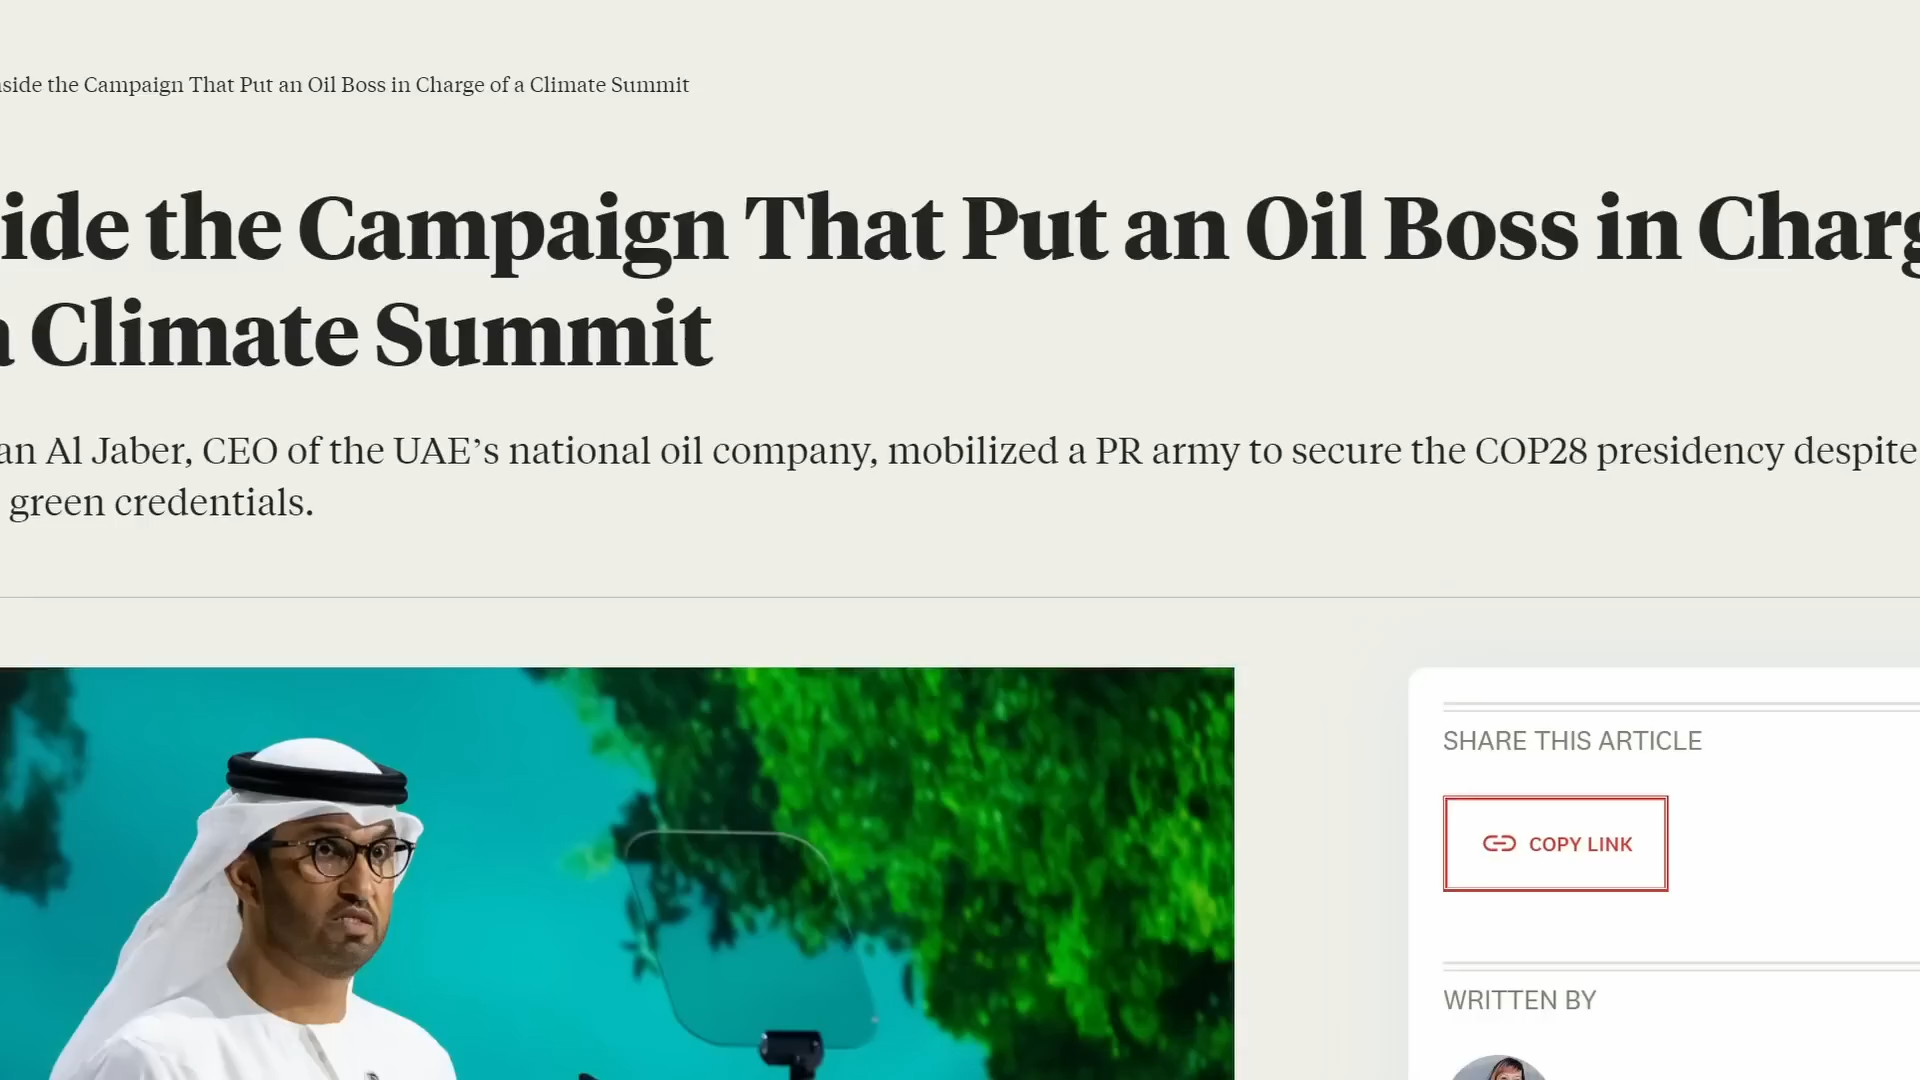 nside the Campaign That Put an Oil Boss in Charge of a Climate Summit
ide the Campaign That Put an Oil Boss in Charg
a Climate Summit
an Al Jaber, CEO of the UAE’s national oil company, mobilized a PR army to secure the COP28 presidency despite
green credentials.
SHARE THIS ARTICLE
COPY LINK
WRITTEN BY